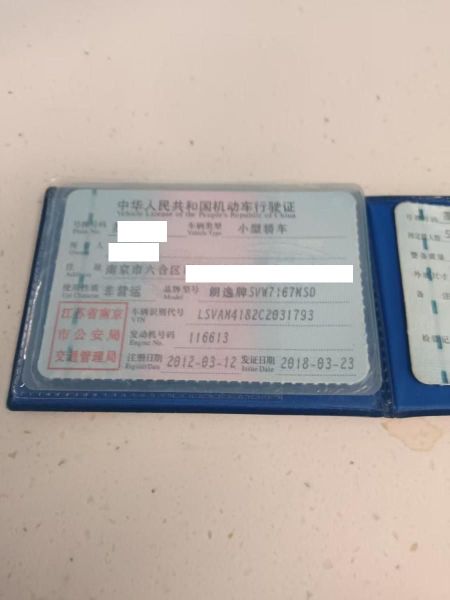 中华人民共和国机动车行驶证
Vehicle License of the People's Republic of China
号牌号码 车辆类型 小型轿车
Plate No. Vehicle Type
所有人
Owner
住址 南京市六合区
Address
使用性质 非营运 品牌型号 朗逸牌SVW7167MSD
Use Character Model
江苏省南京市公安局交通管理局
车辆识别代号 LSVAM4182C2031793
VIN
发动机号码 116613
Engine No.
注册日期 2012-03-12 发证日期 2018-03-23
Register Date Issue Date